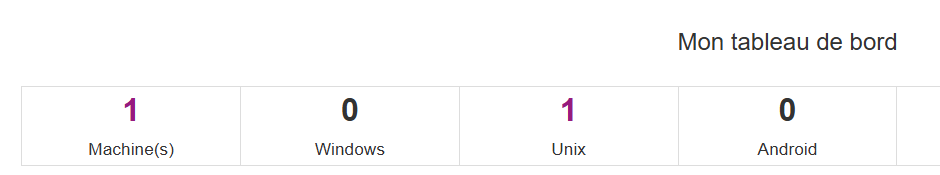 Mon tableau de bord
1 0 1 0
Machine(s) Windows Unix Android